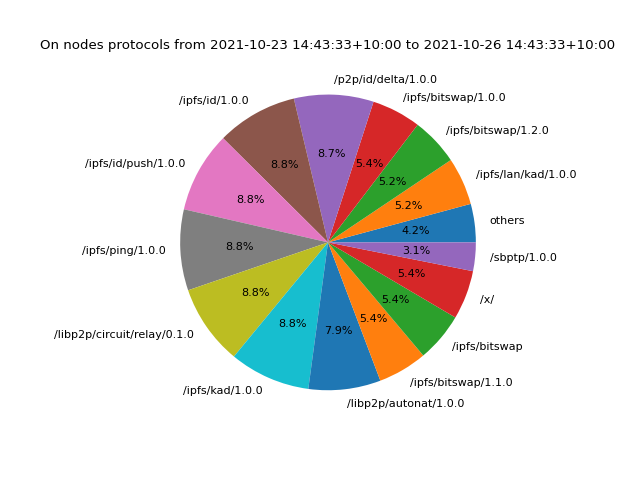 On nodes protocols from 2021-10-23 14:43:33+10:00 to 2021-10-26 14:43:33+10:00
others
4.2%
/ipfs/lan/kad/1.0.0
5.2%
/ipfs/bitswap/1.2.0
5.2%
/ipfs/bitswap/1.0.0
5.4%
/p2p/id/delta/1.0.0
8.7%
/ipfs/id/1.0.0
8.8%
/ipfs/id/push/1.0.0
8.8%
/ipfs/ping/1.0.0
8.8%
/libp2p/circuit/relay/0.1.0
8.8%
/ipfs/kad/1.0.0
8.8%
/libp2p/autonat/1.0.0
7.9%
/ipfs/bitswap/1.1.0
5.4%
/ipfs/bitswap
5.4%
/x/
5.4%
/sbptp/1.0.0
3.1%